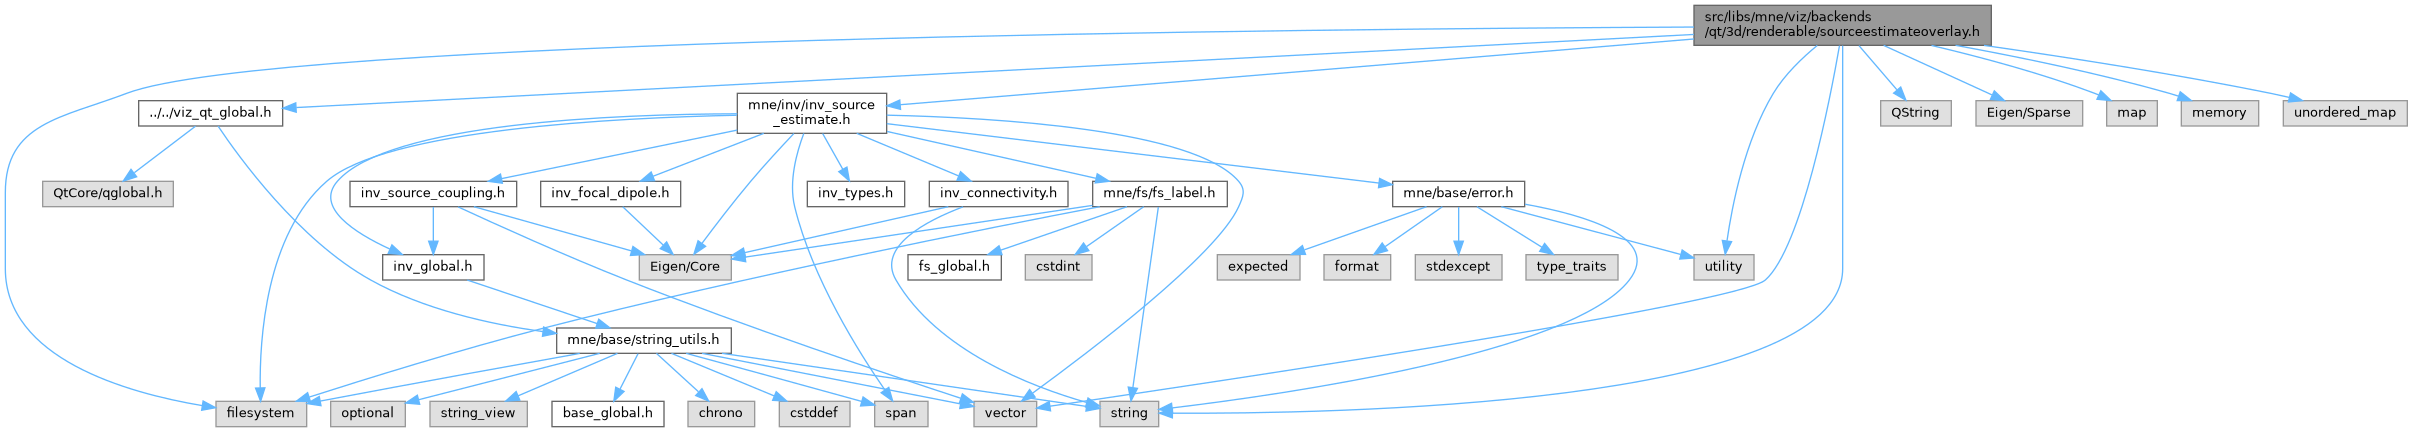 src/libs/mne/viz/backends
/qt/3d/renderable/sourceestimateoverlay.h
../../viz_qt_global.h
mne/inv/inv_source
_estimate.h
QString
Eigen/Sparse
map
memory
unordered_map
QtCore/qglobal.h
inv_source_coupling.h
inv_focal_dipole.h
inv_types.h
inv_connectivity.h
mne/fs/fs_label.h
mne/base/error.h
inv_global.h
Eigen/Core
fs_global.h
cstdint
expected
format
stdexcept
type_traits
utility
mne/base/string_utils.h
filesystem
optional
string_view
base_global.h
chrono
cstddef
span
vector
string